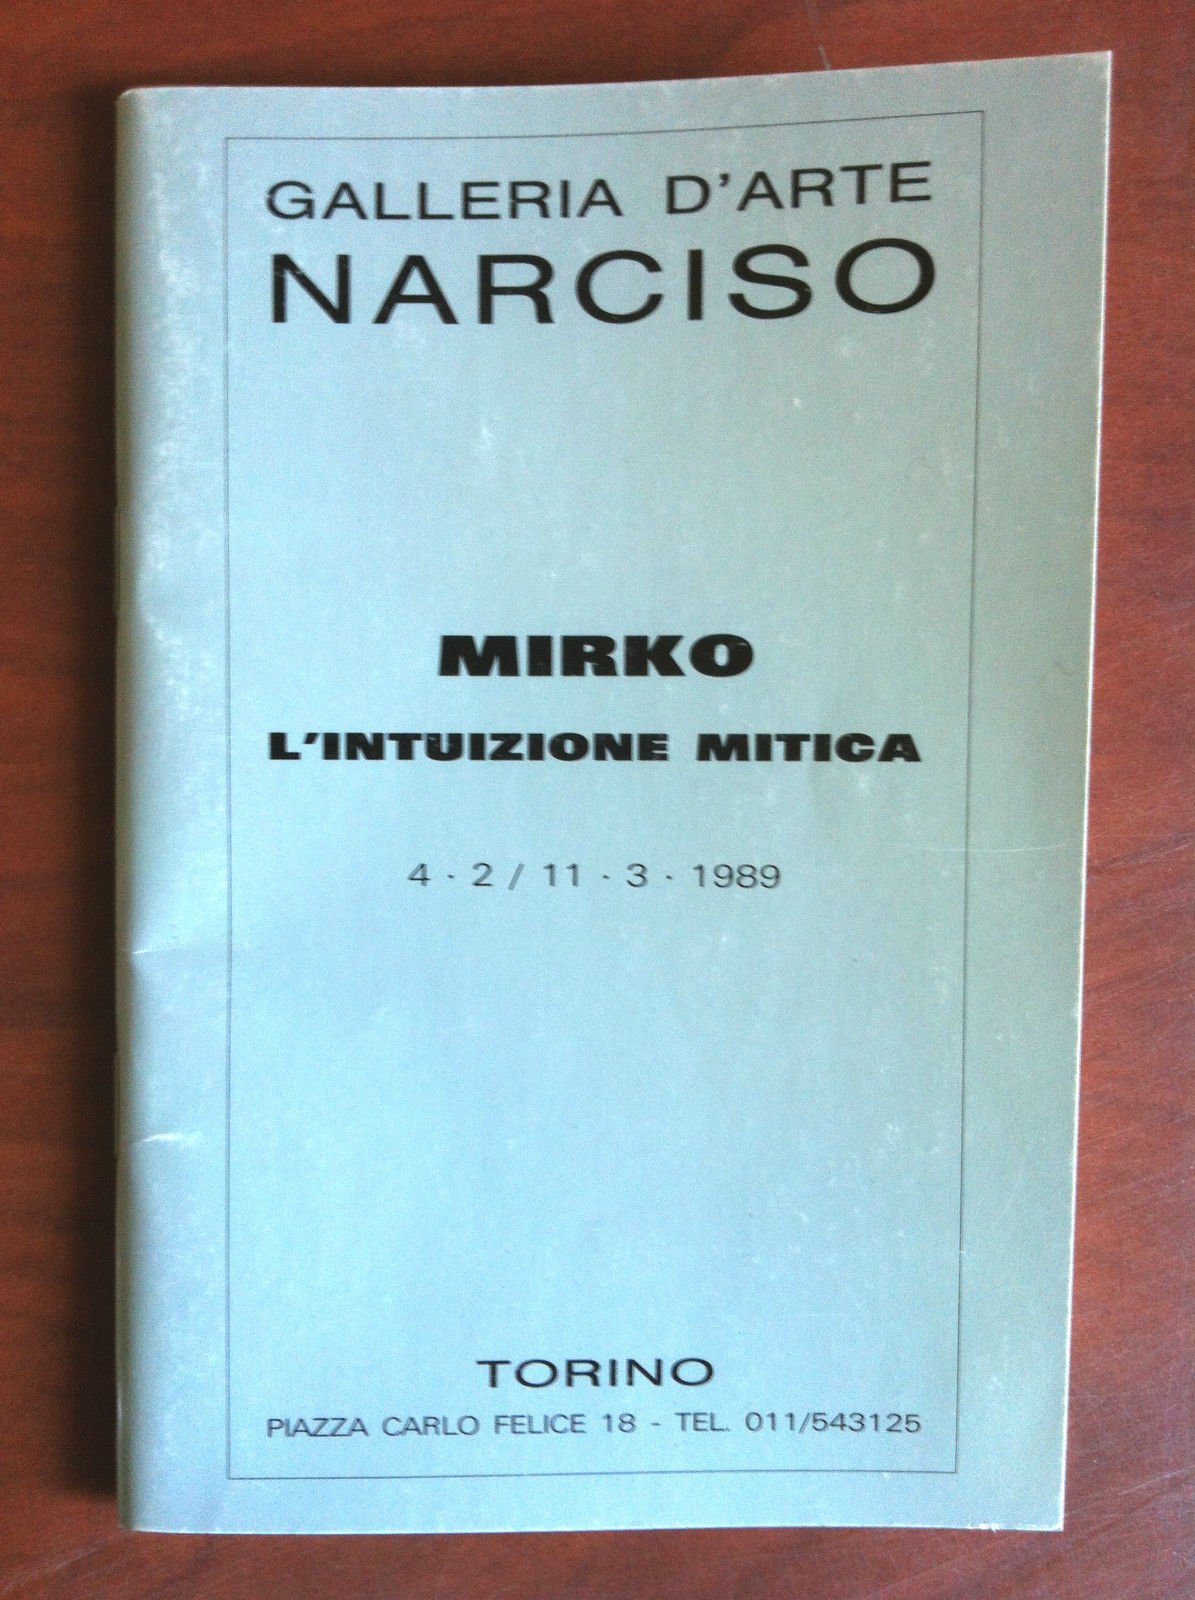 GALLERIA D'ARTE
NARCISO
MIRKO
L'INTUIZIONE MITICA
4 · 2 / 11 · 3 · 1989
TORINO
PIAZZA CARLO FELICE 18 - TEL. 011/543125